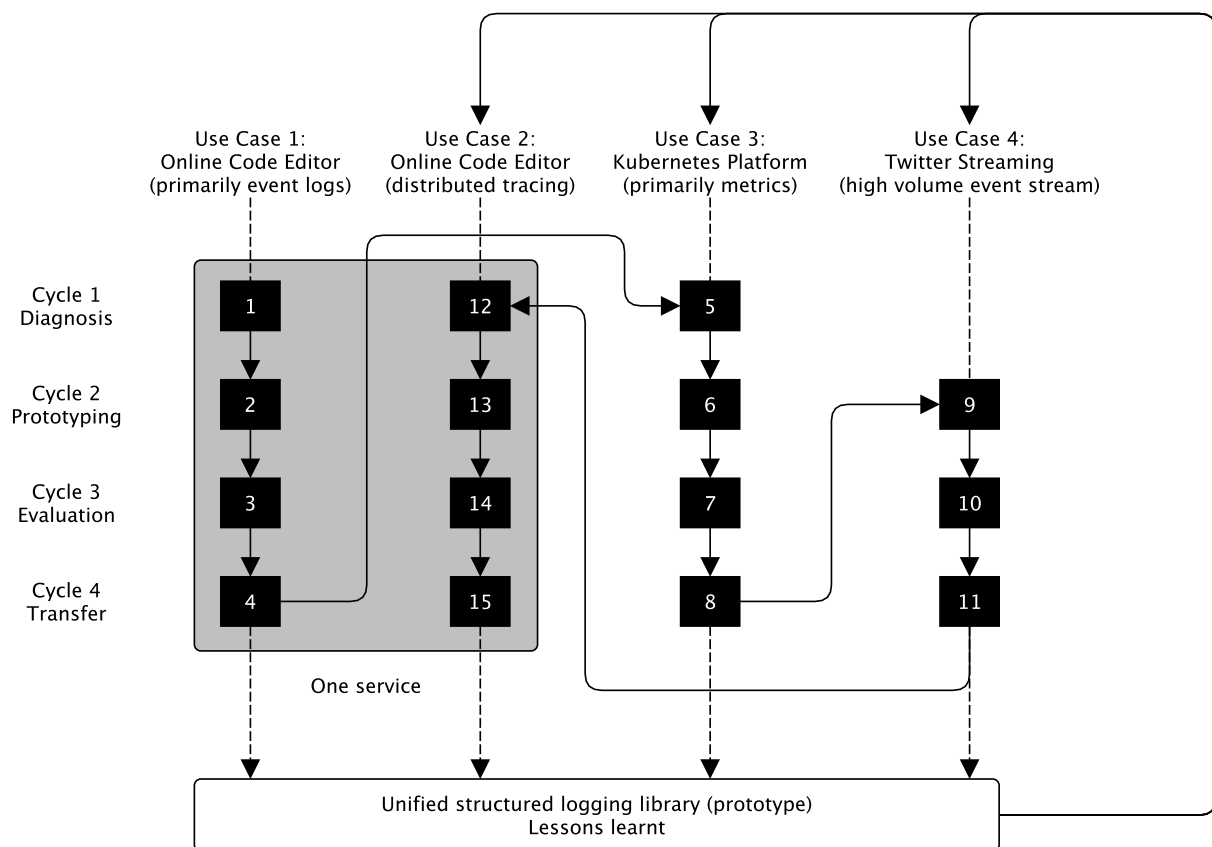 Use Case 1:
Online Code Editor
(primarily event logs)
Use Case 2:
Online Code Editor
(distributed tracing)
Use Case 3:
Kubernetes Platform
(primarily metrics)
Use Case 4:
Twitter Streaming
(high volume event stream)
Cycle 1
Diagnosis
1
12
5
Cycle 2
Prototyping
2
13
6
9
Cycle 3
Evaluation
3
14
7
10
Cycle 4
Transfer
4
15
8
11
One service
Unified structured logging library (prototype)
Lessons learnt